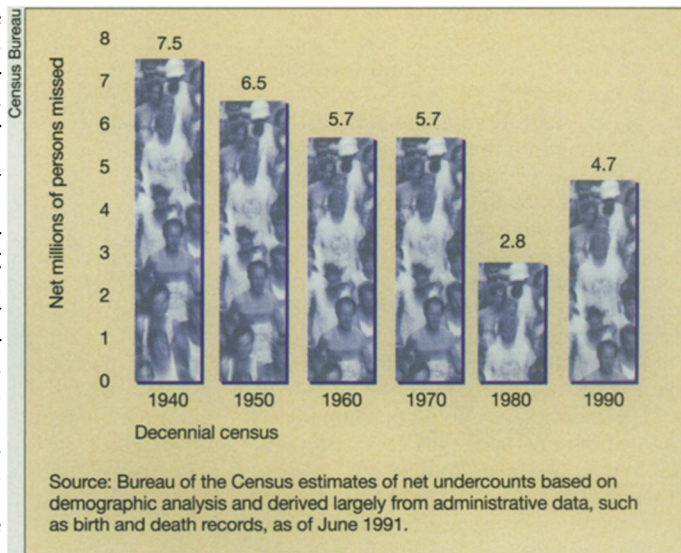 Census Bureau
Net millions of persons missed
8
7
6
5
4
3
2
1
0
7.5
6.5
5.7
5.7
2.8
4.7
1940 1950 1960 1970 1980 1990
Decennial census
Source: Bureau of the Census estimates of net undercounts based on
demographic analysis and derived largely from administrative data, such
as birth and death records, as of June 1991.